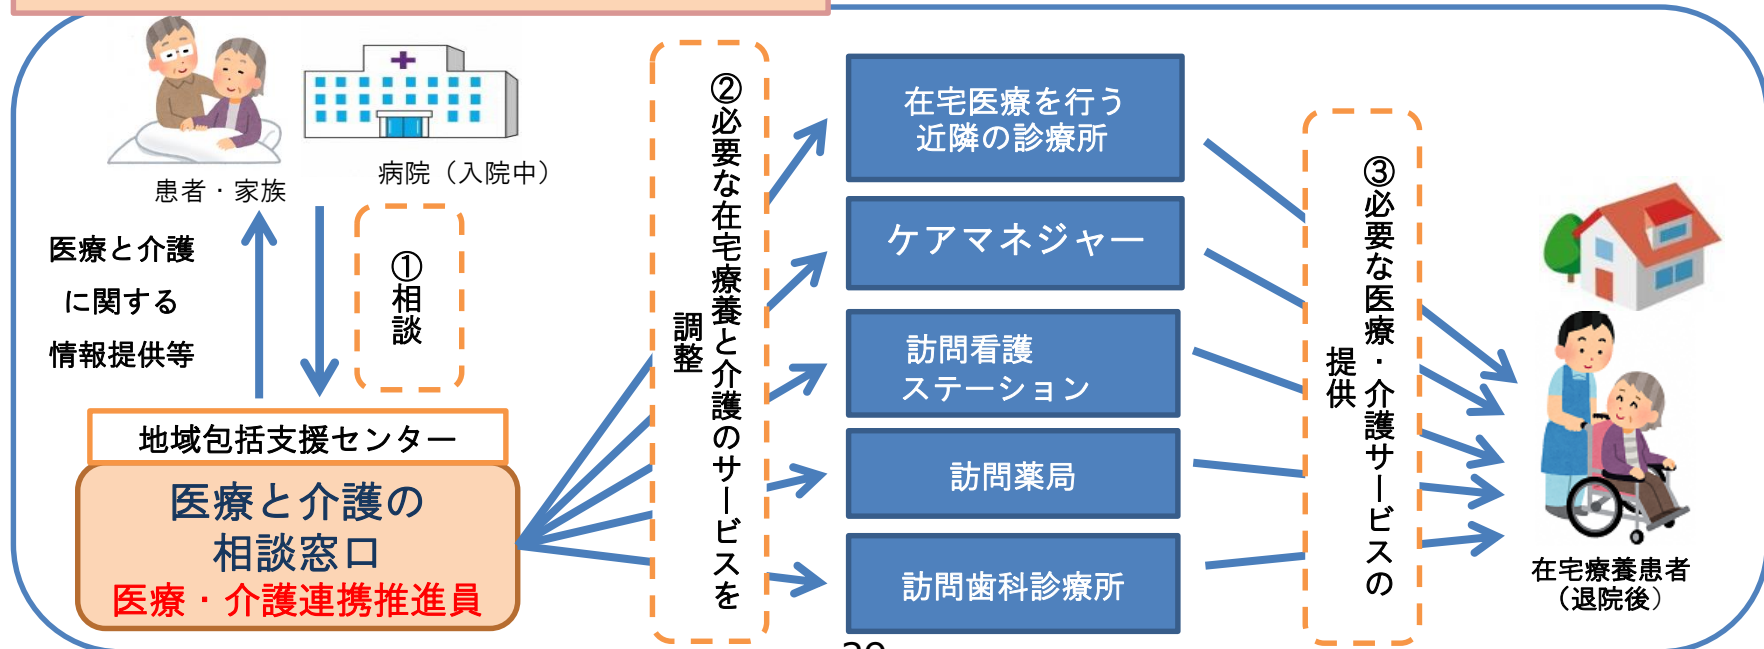 患者・家族
病院（入院中）
医療と介護
に関する
情報提供等
①相談
地域包括支援センター
医療と介護の
相談窓口
医療・介護連携推進員
②必要な在宅療養と介護のサービスを
調整
在宅医療を行う
近隣の診療所
ケアマネジャー
訪問看護
ステーション
訪問薬局
訪問歯科診療所
③必要な医療・介護サービスの
提供
在宅療養患者
（退院後）